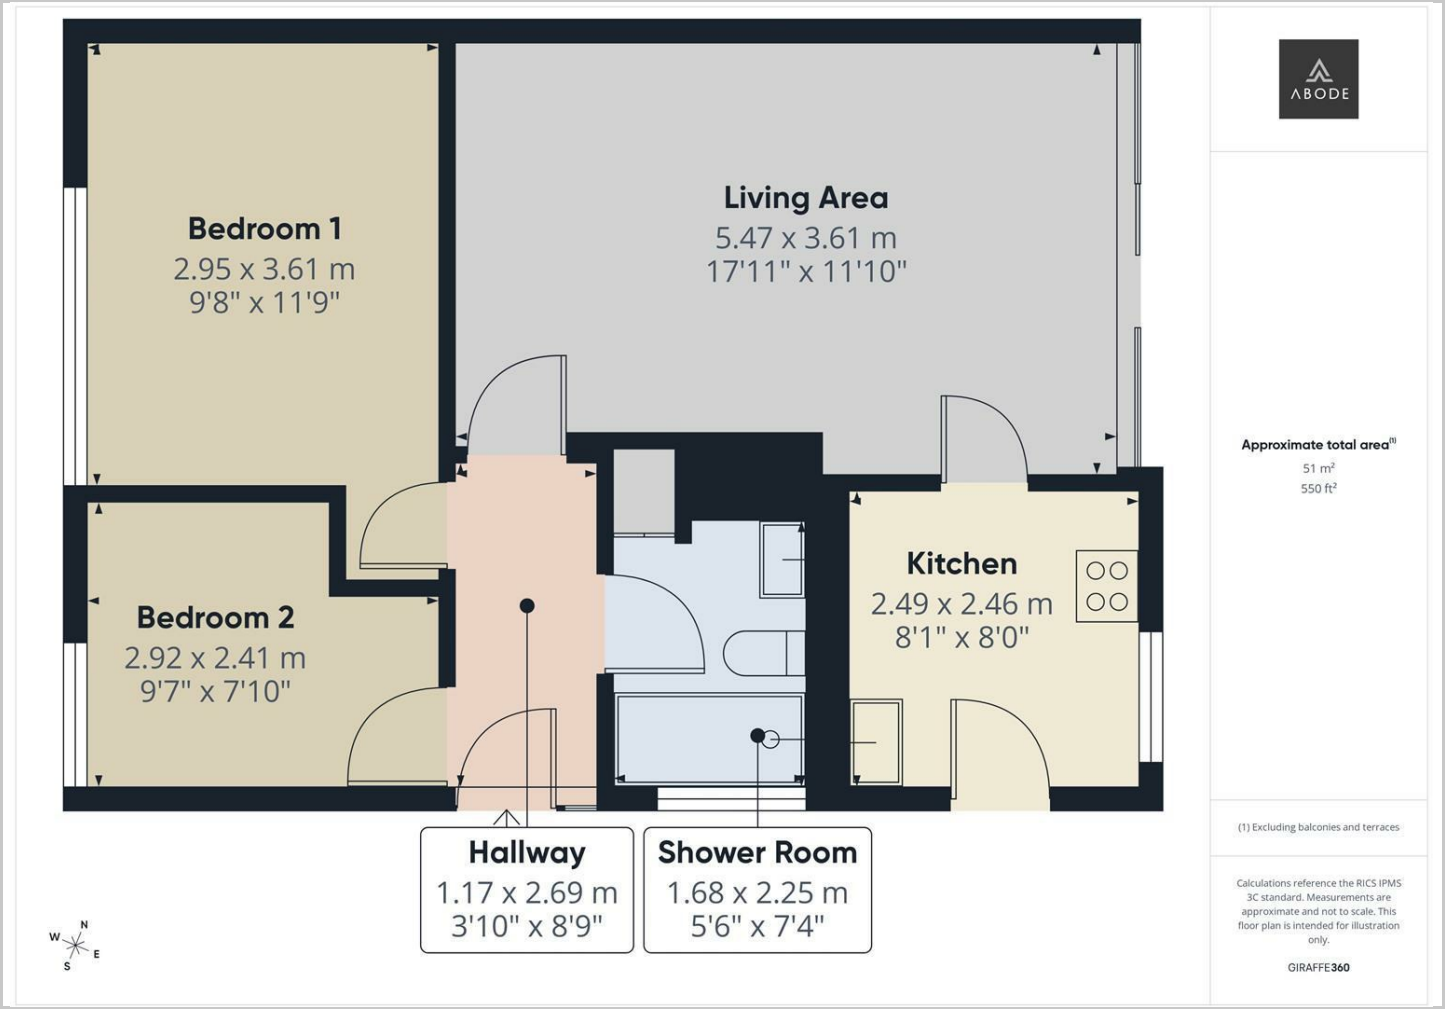 Bedroom 1
2.95 x 3.61 m
9'8" x 11'9"
Living Area
5.47 x 3.61 m
17'11" x 11'10"
Bedroom 2
2.92 x 2.41 m
9'7" x 7'10"
Kitchen
2.49 x 2.46 m
8'1" x 8'0"
Hallway
1.17 x 2.69 m
3'10" x 8'9"
Shower Room
1.68 x 2.25 m
5'6" x 7'4"
N
W
E
S
ABODE
Approximate total area(1)
51 m²
550 ft²
(1) Excluding balconies and terraces
Calculations reference the RICS IPMS
3C standard. Measurements are
approximate and not to scale. This
floor plan is intended for illustration
only.
GIRAFFE360